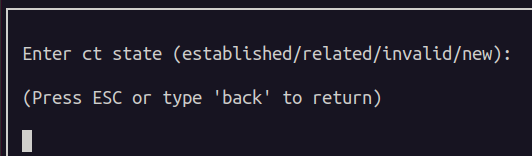 Enter ct state (established/related/invalid/new):
(Press ESC or type 'back' to return)